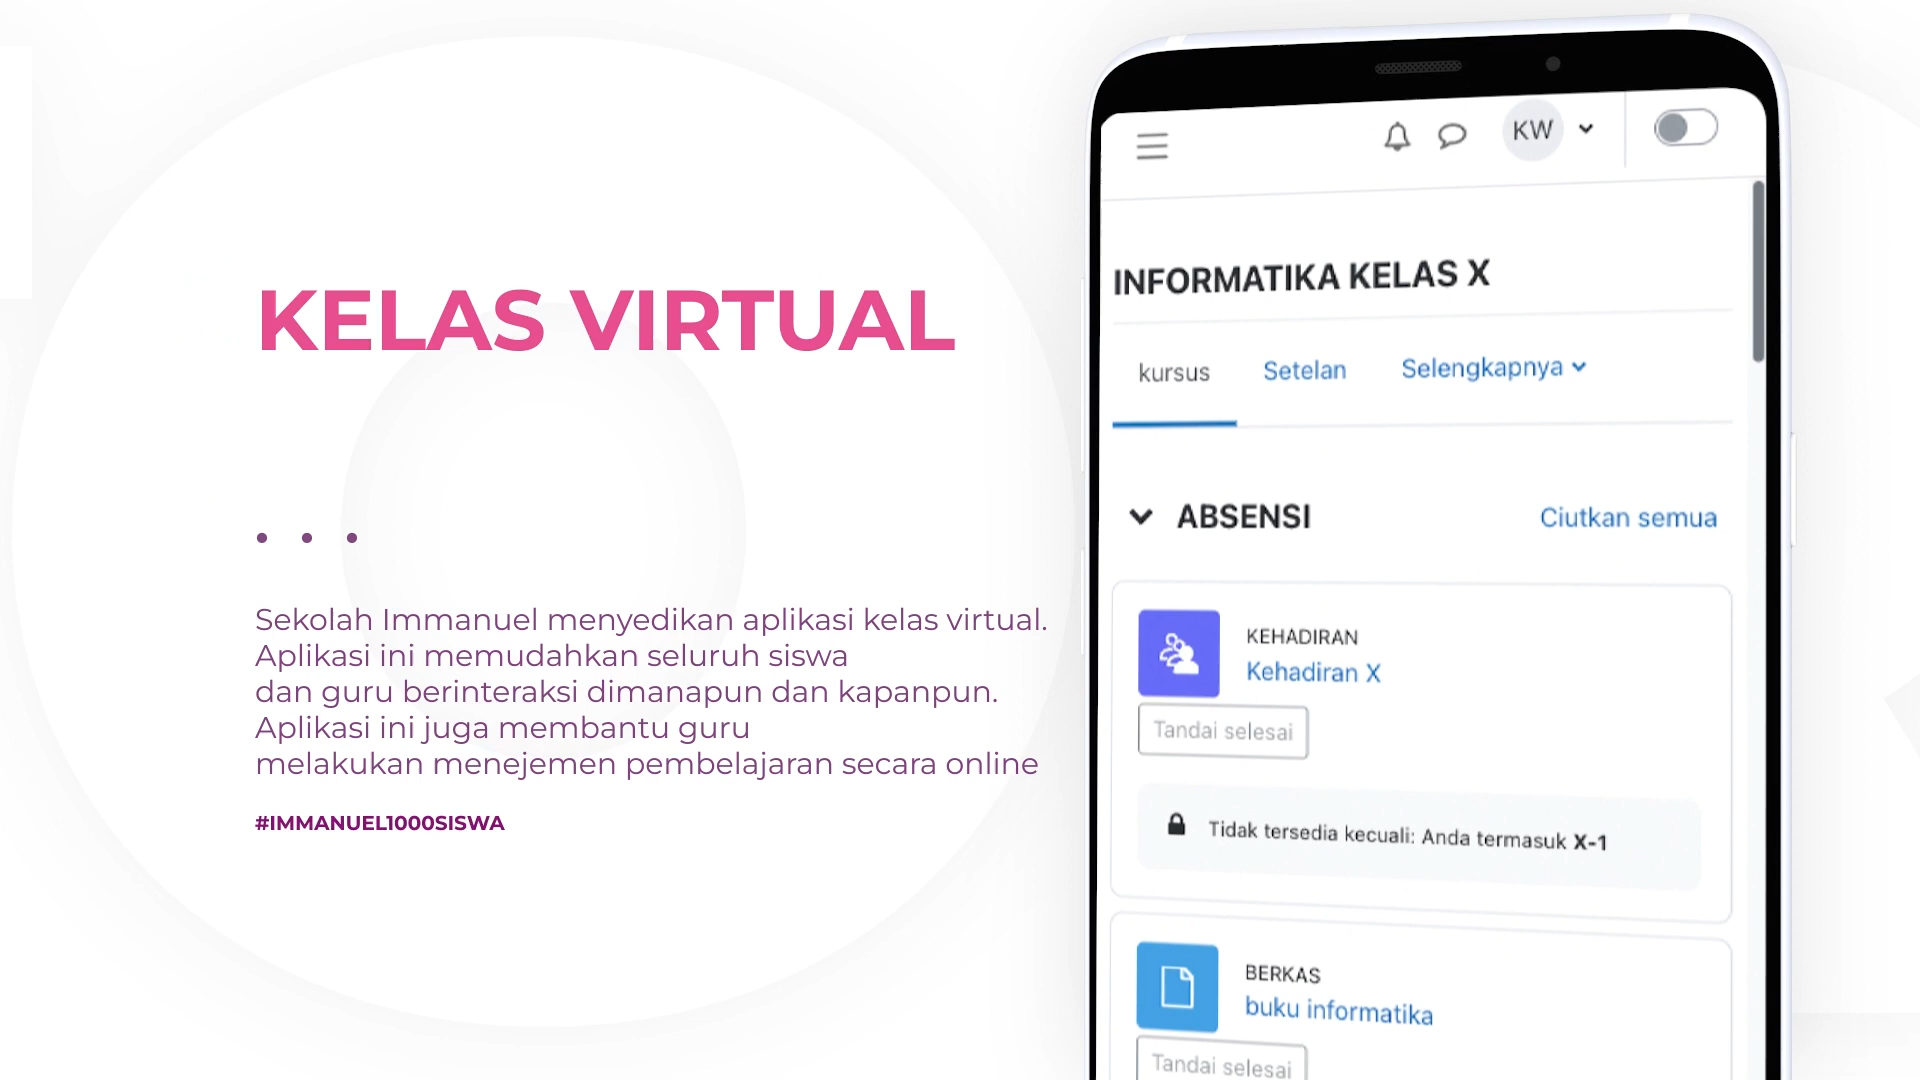 KELAS VIRTUAL
Sekolah Immanuel menyedikan aplikasi kelas virtual.
Aplikasi ini memudahkan seluruh siswa
dan guru berinteraksi dimanapun dan kapanpun.
Aplikasi ini juga membantu guru
melakukan menejemen pembelajaran secara online
#IMMANUEL1000SISWA
KW
INFORMATIKA KELAS X
kursus Setelan Selengkapnya
ABSENSI Ciutkan semua
KEHADIRAN
Kehadiran X
Tandai selesai
Tidak tersedia kecuali: Anda termasuk X-1
BERKAS
buku informatika
Tandai selesai